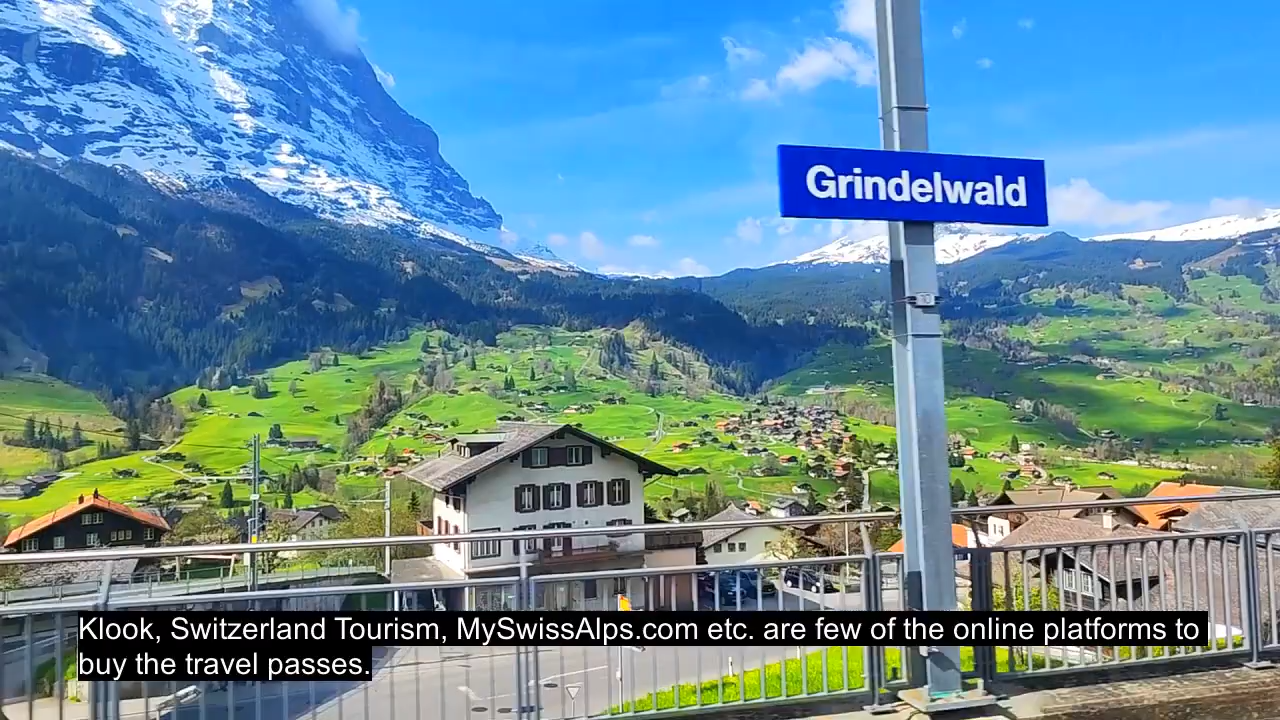 Grindelwald
Klook, Switzerland Tourism, MySwissAlps.com etc. are few of the online platforms to
buy the travel passes.